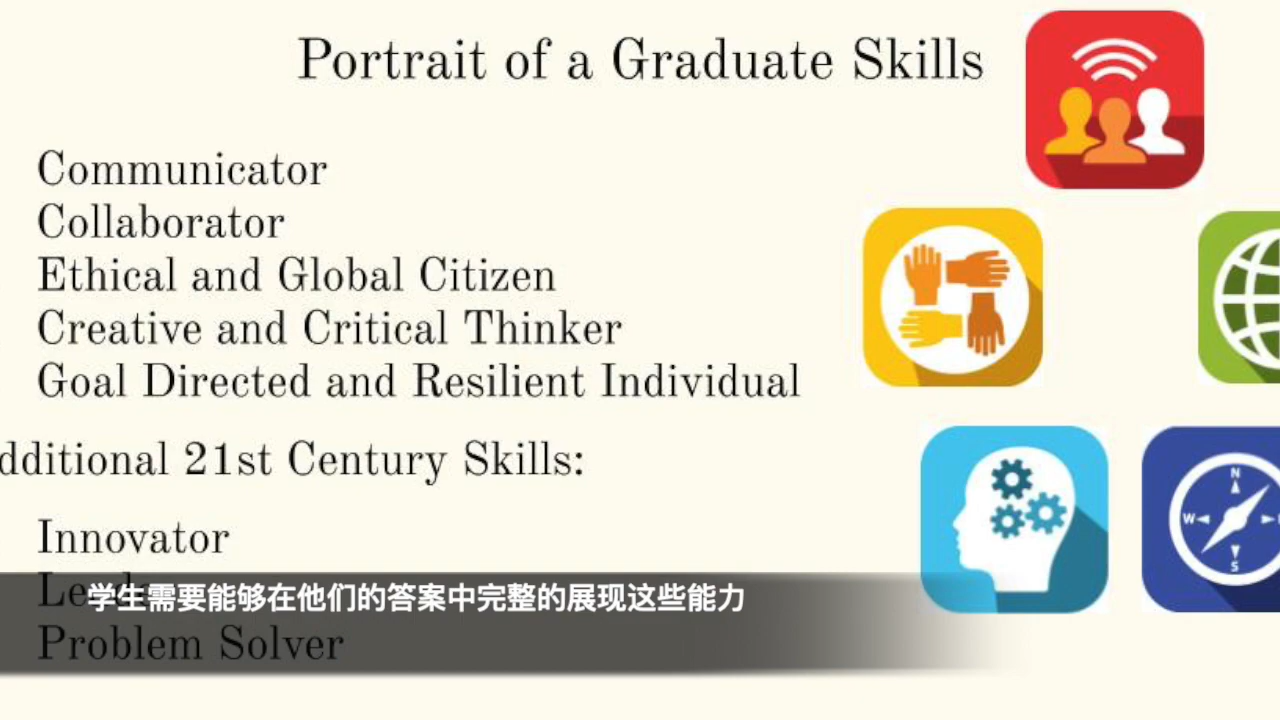 Portrait of a Graduate Skills
Communicator
Collaborator
Ethical and Global Citizen
Creative and Critical Thinker
Goal Directed and Resilient Individual
dditional 21st Century Skills:
Innovator
学生需要能够在他们的答案中完整的展现这些能力
Problem Solver
N
W
S